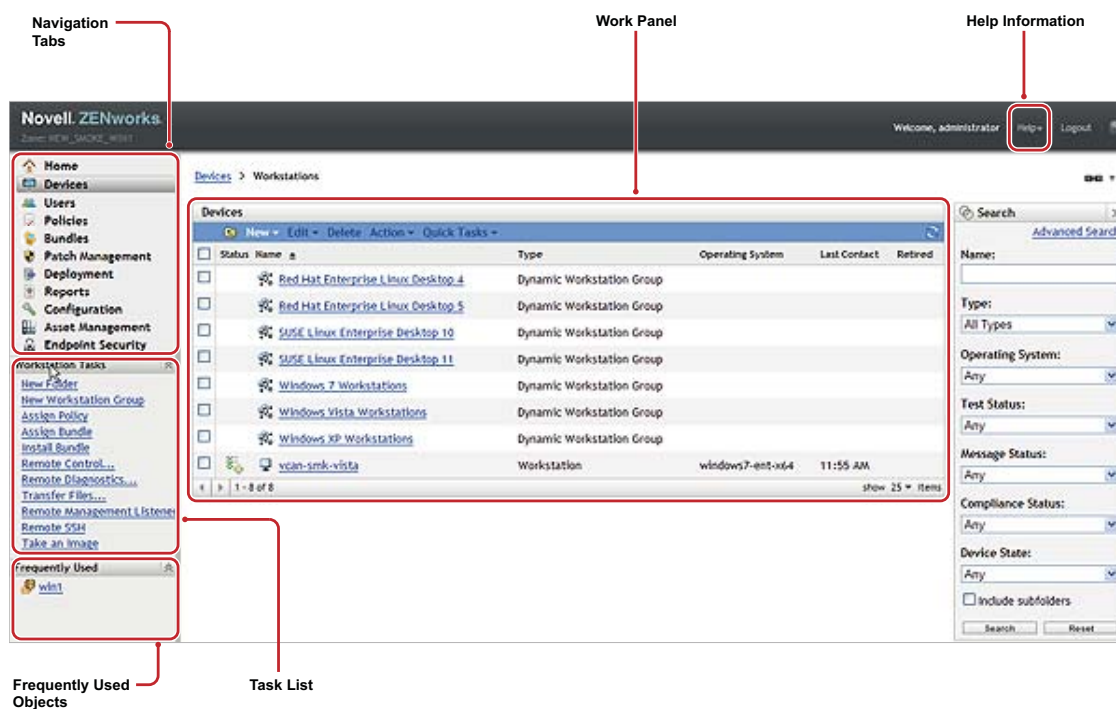 Navigation
Tabs
Work Panel
Help Information
Novell. ZENworks.
Welcome, administrator Help Logout
Home
Devices
Users
Policies
Bundles
Patch Management
Deployment
Reports
Configuration
Asset Management
Endpoint Security
Devices > Workstations
Devices
New Edit Delete Action Quick Tasks
Status Name Type Operating System Last Contact Retired
Red Hat Enterprise Linux Desktop 4 Dynamic Workstation Group
Red Hat Enterprise Linux Desktop 5 Dynamic Workstation Group
SUSE Linux Enterprise Desktop 10 Dynamic Workstation Group
SUSE Linux Enterprise Desktop 11 Dynamic Workstation Group
Windows 7 Workstations Dynamic Workstation Group
Windows Vista Workstations Dynamic Workstation Group
Windows XP Workstations Dynamic Workstation Group
vcan-smk-vista Workstation windows7-ent-x64 11:55 AM
1 - 8 of 8 show 25 items
Search
Advanced Search
Name:
Type:
All Types
Operating System:
Any
Test Status:
Any
Message Status:
Any
Compliance Status:
Any
Device State:
Any
Include subfolders
Search Reset
Workstation Tasks
New Folder
New Workstation Group
Assign Policy
Assign Bundle
Install Bundle
Remote Control...
Remote Diagnostics...
Transfer Files...
Remote Management Listener
Remote SSH
Take an Image
Frequently Used
win1
Frequently Used
Objects
Task List